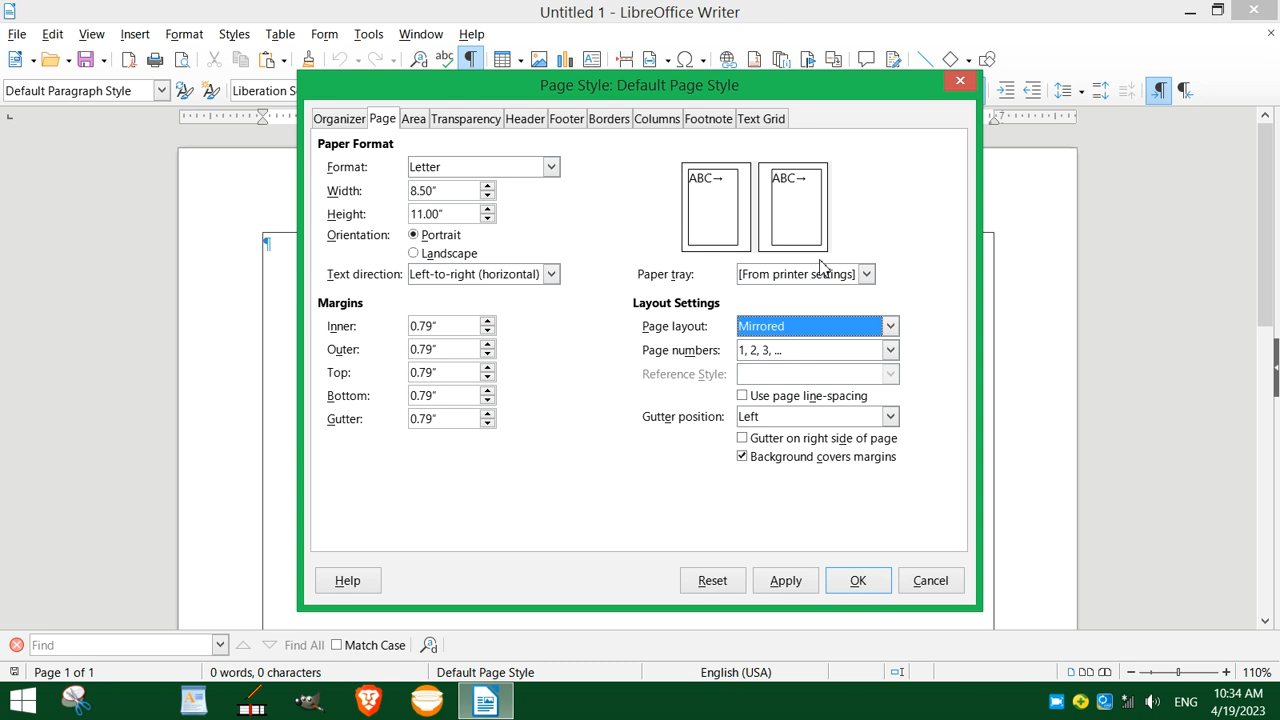 Untitled 1 - LibreOffice Writer
File Edit View Insert Format Styles Table Form Tools Window Help
abc
Default Paragraph Style
Liberation S
Page Style: Default Page Style
Organizer Page Area Transparency Header Footer Borders Columns Footnote Text Grid
Paper Format
Format: Letter
Width: 8.50"
Height: 11.00"
Orientation: Portrait
Landscape
Text direction: Left-to-right (horizontal)
ABC→ ABC→
Paper tray: [From printer settings]
Margins
Inner: 0.79"
Outer: 0.79"
Top: 0.79"
Bottom: 0.79"
Gutter: 0.79"
Layout Settings
Page layout: Mirrored
Page numbers: 1, 2, 3, ...
Reference Style:
Use page line-spacing
Gutter position: Left
Gutter on right side of page
Background covers margins
Help Reset Apply OK Cancel
7
¶
Find Find All Match Case
Page 1 of 1 0 words, 0 characters Default Page Style English (USA) 110%
ENG 10:34 AM
4/19/2023